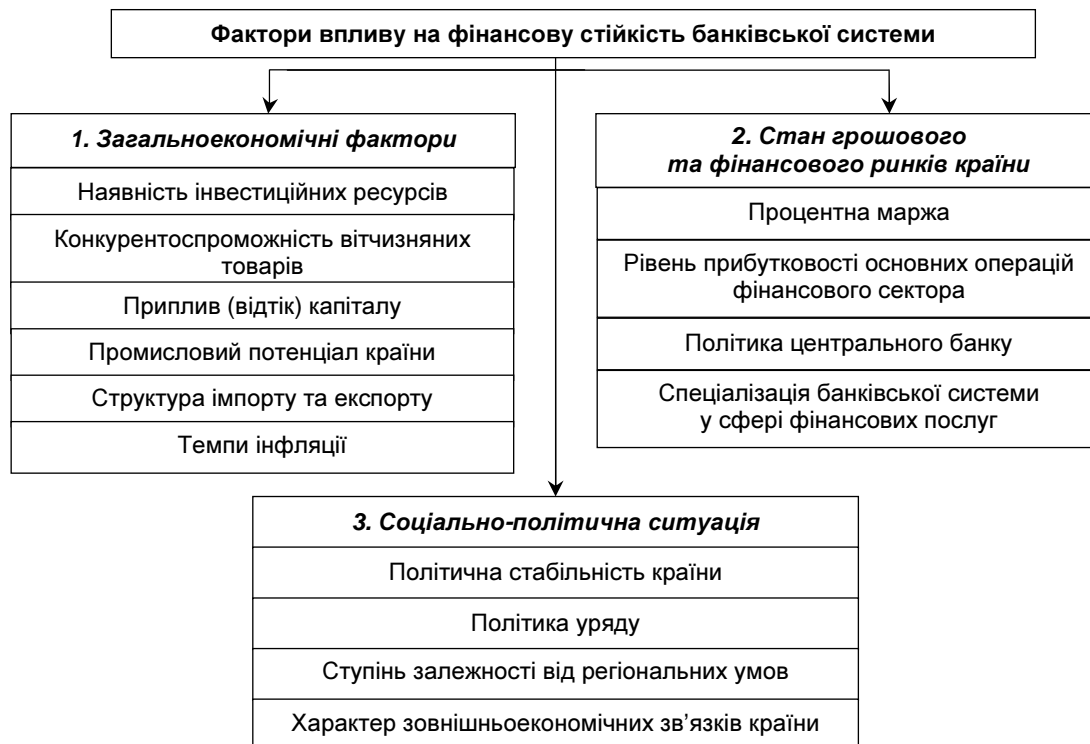 Фактори впливу на фінансову стійкість банківської системи
1. Загальноекономічні фактори
Наявність інвестиційних ресурсів
Конкурентоспроможність вітчизняних
товарів
Приплив (відтік) капіталу
Промисловий потенціал країни
Структура імпорту та експорту
Темпи інфляції
2. Стан грошового
та фінансового ринків країни
Процентна маржа
Рівень прибутковості основних операцій
фінансового сектора
Політика центрального банку
Спеціалізація банківської системи
у сфері фінансових послуг
3. Соціально-політична ситуація
Політична стабільність країни
Політика уряду
Ступінь залежності від регіональних умов
Характер зовнішньоекономічних зв’язків країни